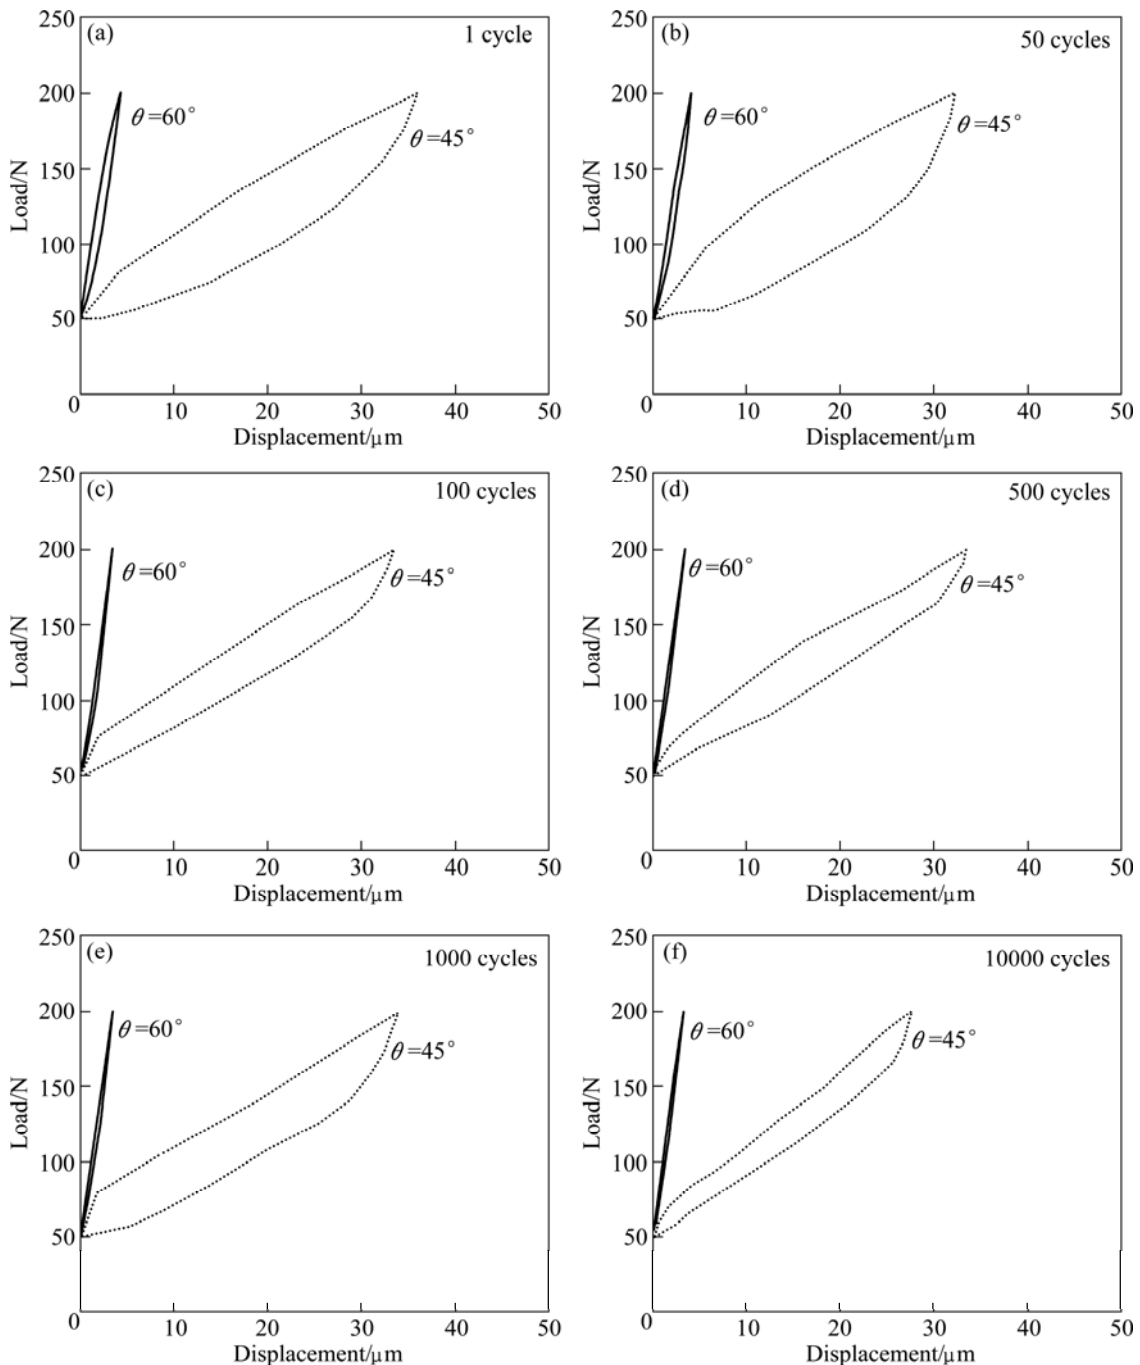 250
(a)
1 cycle
200
θ=60°
θ=45°
150
100
50
0
10
20
30
40
50
Load/N
Displacement/μm
250
(b)
50 cycles
200
θ=60°
θ=45°
150
100
50
0
10
20
30
40
50
Load/N
Displacement/μm
250
(c)
100 cycles
200
θ=60°
θ=45°
150
100
50
0
10
20
30
40
50
Load/N
Displacement/μm
250
(d)
500 cycles
200
θ=60°
θ=45°
150
100
50
0
10
20
30
40
50
Load/N
Displacement/μm
250
(e)
1000 cycles
200
θ=60°
θ=45°
150
100
50
0
10
20
30
40
50
Load/N
Displacement/μm
250
(f)
10000 cycles
200
θ=60°
θ=45°
150
100
50
0
10
20
30
40
50
Load/N
Displacement/μm